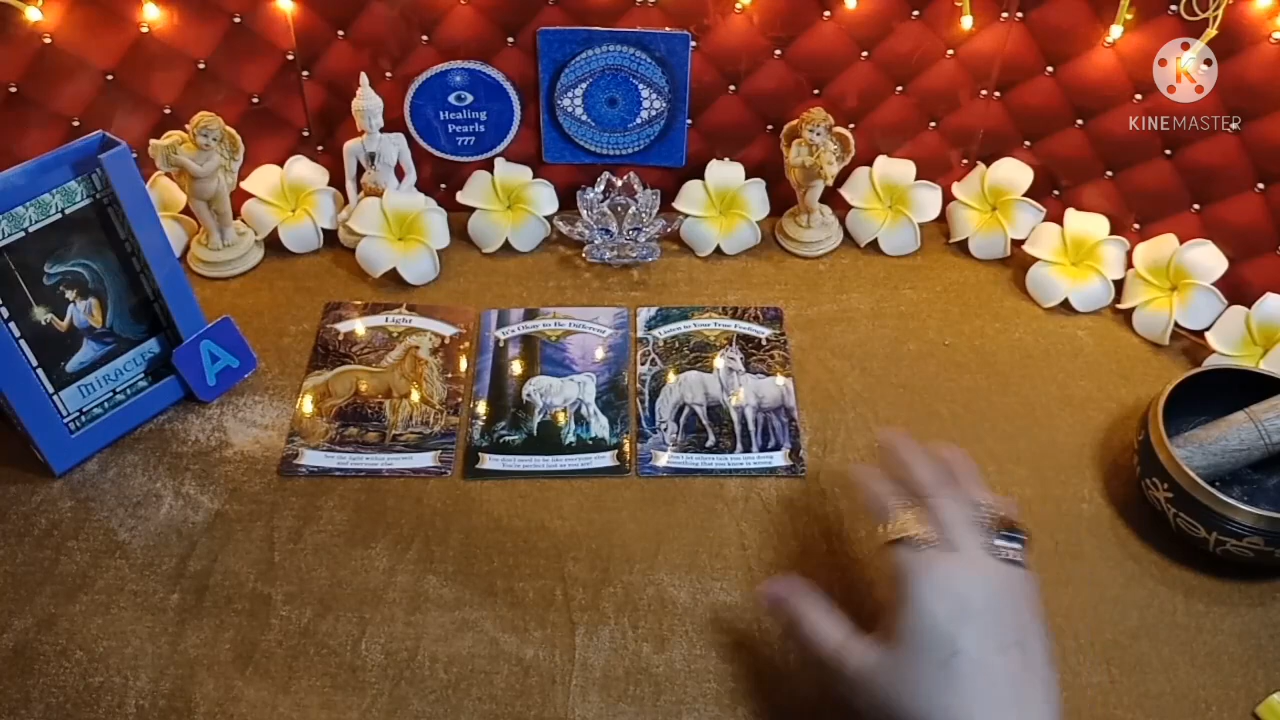 KINEMASTER
K
Healing
Pearls
777
MIRACLES
A
Light
See the light within yourself
and everyone else.
It's Okay to Be Different
You don't need to be like everyone else.
You're perfect just as you are!
Listen to Your True Feelings
Don't let others talk you into doing
something that you know is wrong.